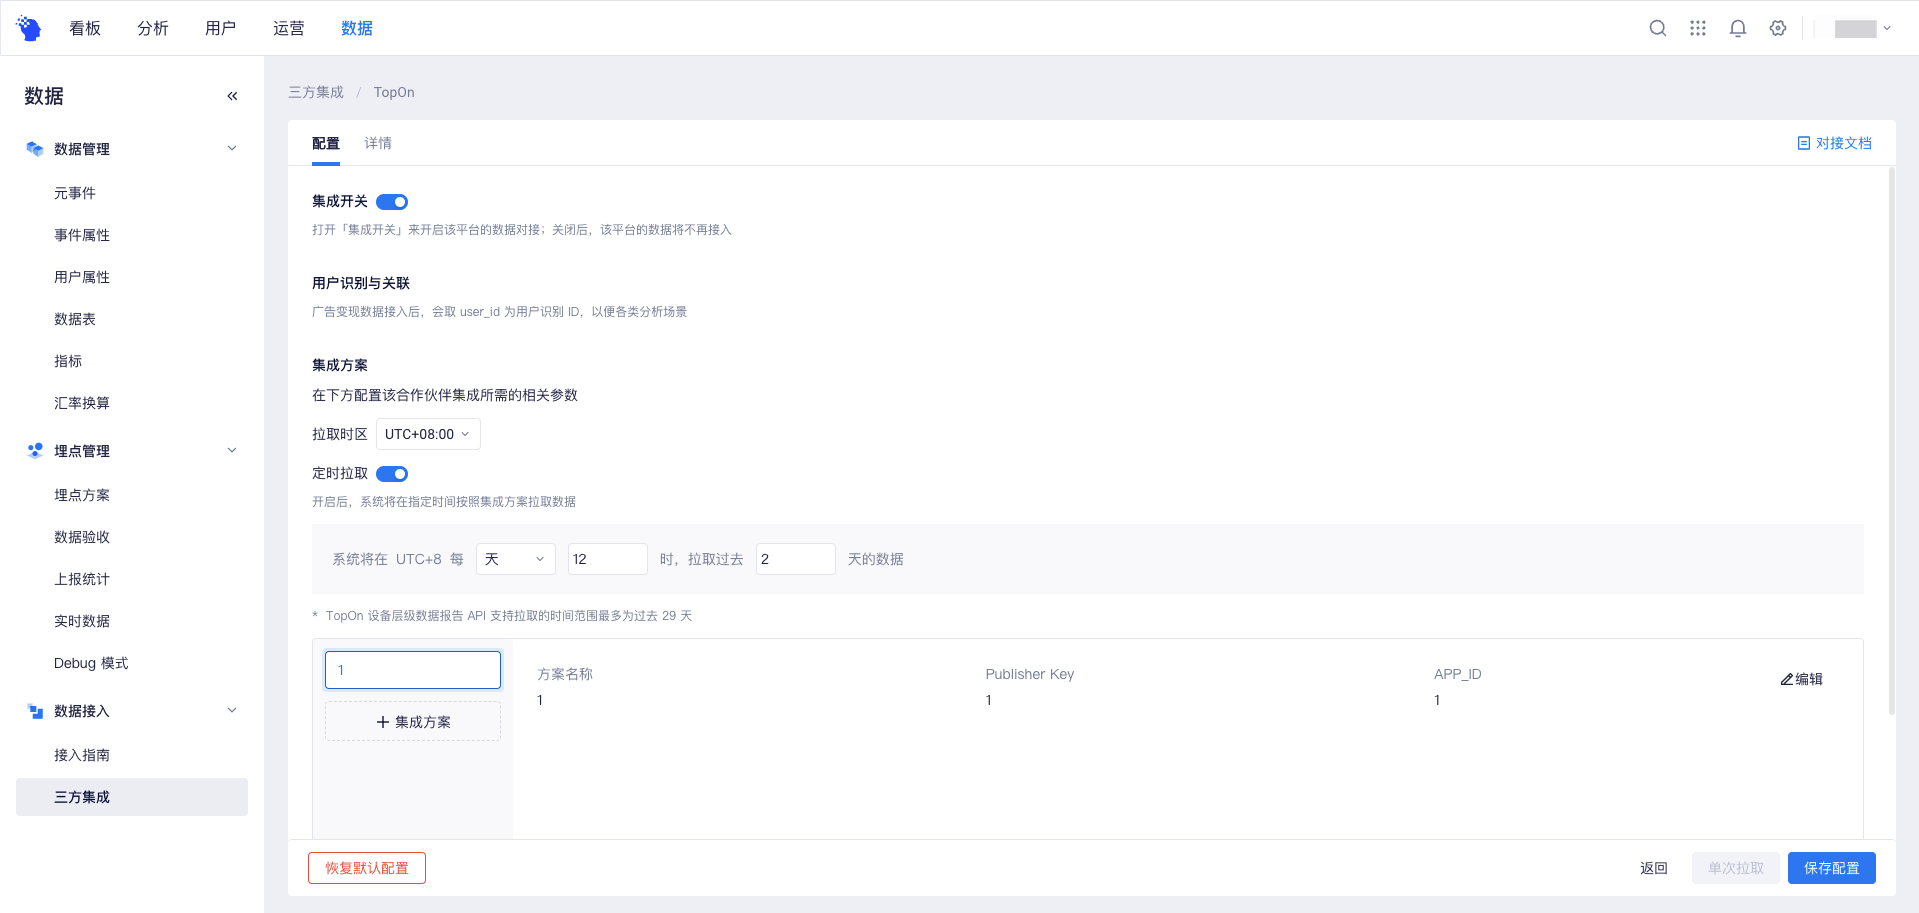 看板 分析 用户 运营 数据
数据
数据管理
元事件
事件属性
用户属性
数据表
指标
汇率换算
埋点管理
埋点方案
数据验收
上报统计
实时数据
Debug 模式
数据接入
接入指南
三方集成
三方集成 / TopOn
配置 详情 对接文档
集成开关
打开「集成开关」来开启该平台的数据对接；关闭后，该平台的数据将不再接入
用户识别与关联
广告变现数据接入后，会取 user_id 为用户识别 ID，以便各类分析场景
集成方案
在下方配置该合作伙伴集成所需的相关参数
拉取时区 UTC+08:00
定时拉取
开启后，系统将在指定时间按照集成方案拉取数据
系统将在 UTC+8 每 天 12 时，拉取过去 2 天的数据
* TopOn 设备层级数据报告 API 支持拉取的时间范围最多为过去 29 天
1
集成方案
方案名称 Publisher Key APP_ID 编辑
1 1 1
恢复默认配置 返回 单次拉取 保存配置